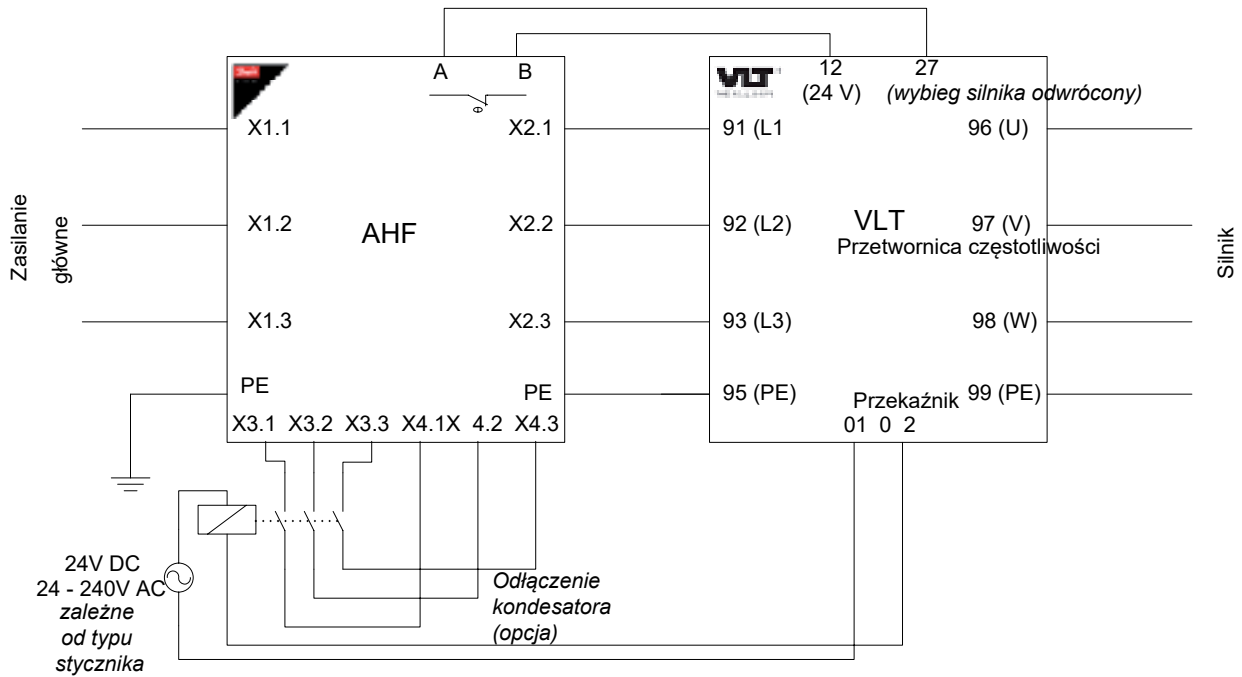 A B
12 27
(24 V) (wybieg silnika odwrócony)
VLT
X1.1 X2.1 91 (L1 96 (U)
Zasilanie
główne
X1.2 AHF X2.2 92 (L2) VLT 97 (V)
Przetwornica częstotliwości
Silnik
X1.3 X2.3 93 (L3) 98 (W)
PE PE 95 (PE) 99 (PE)
Przekaźnik
X3.1 X3.2 X3.3 X4.1X 4.2 X4.3 01 0 2
24V DC
24 - 240V AC
zależne
od typu
stycznika
Odłączenie
kondesatora
(opcja)